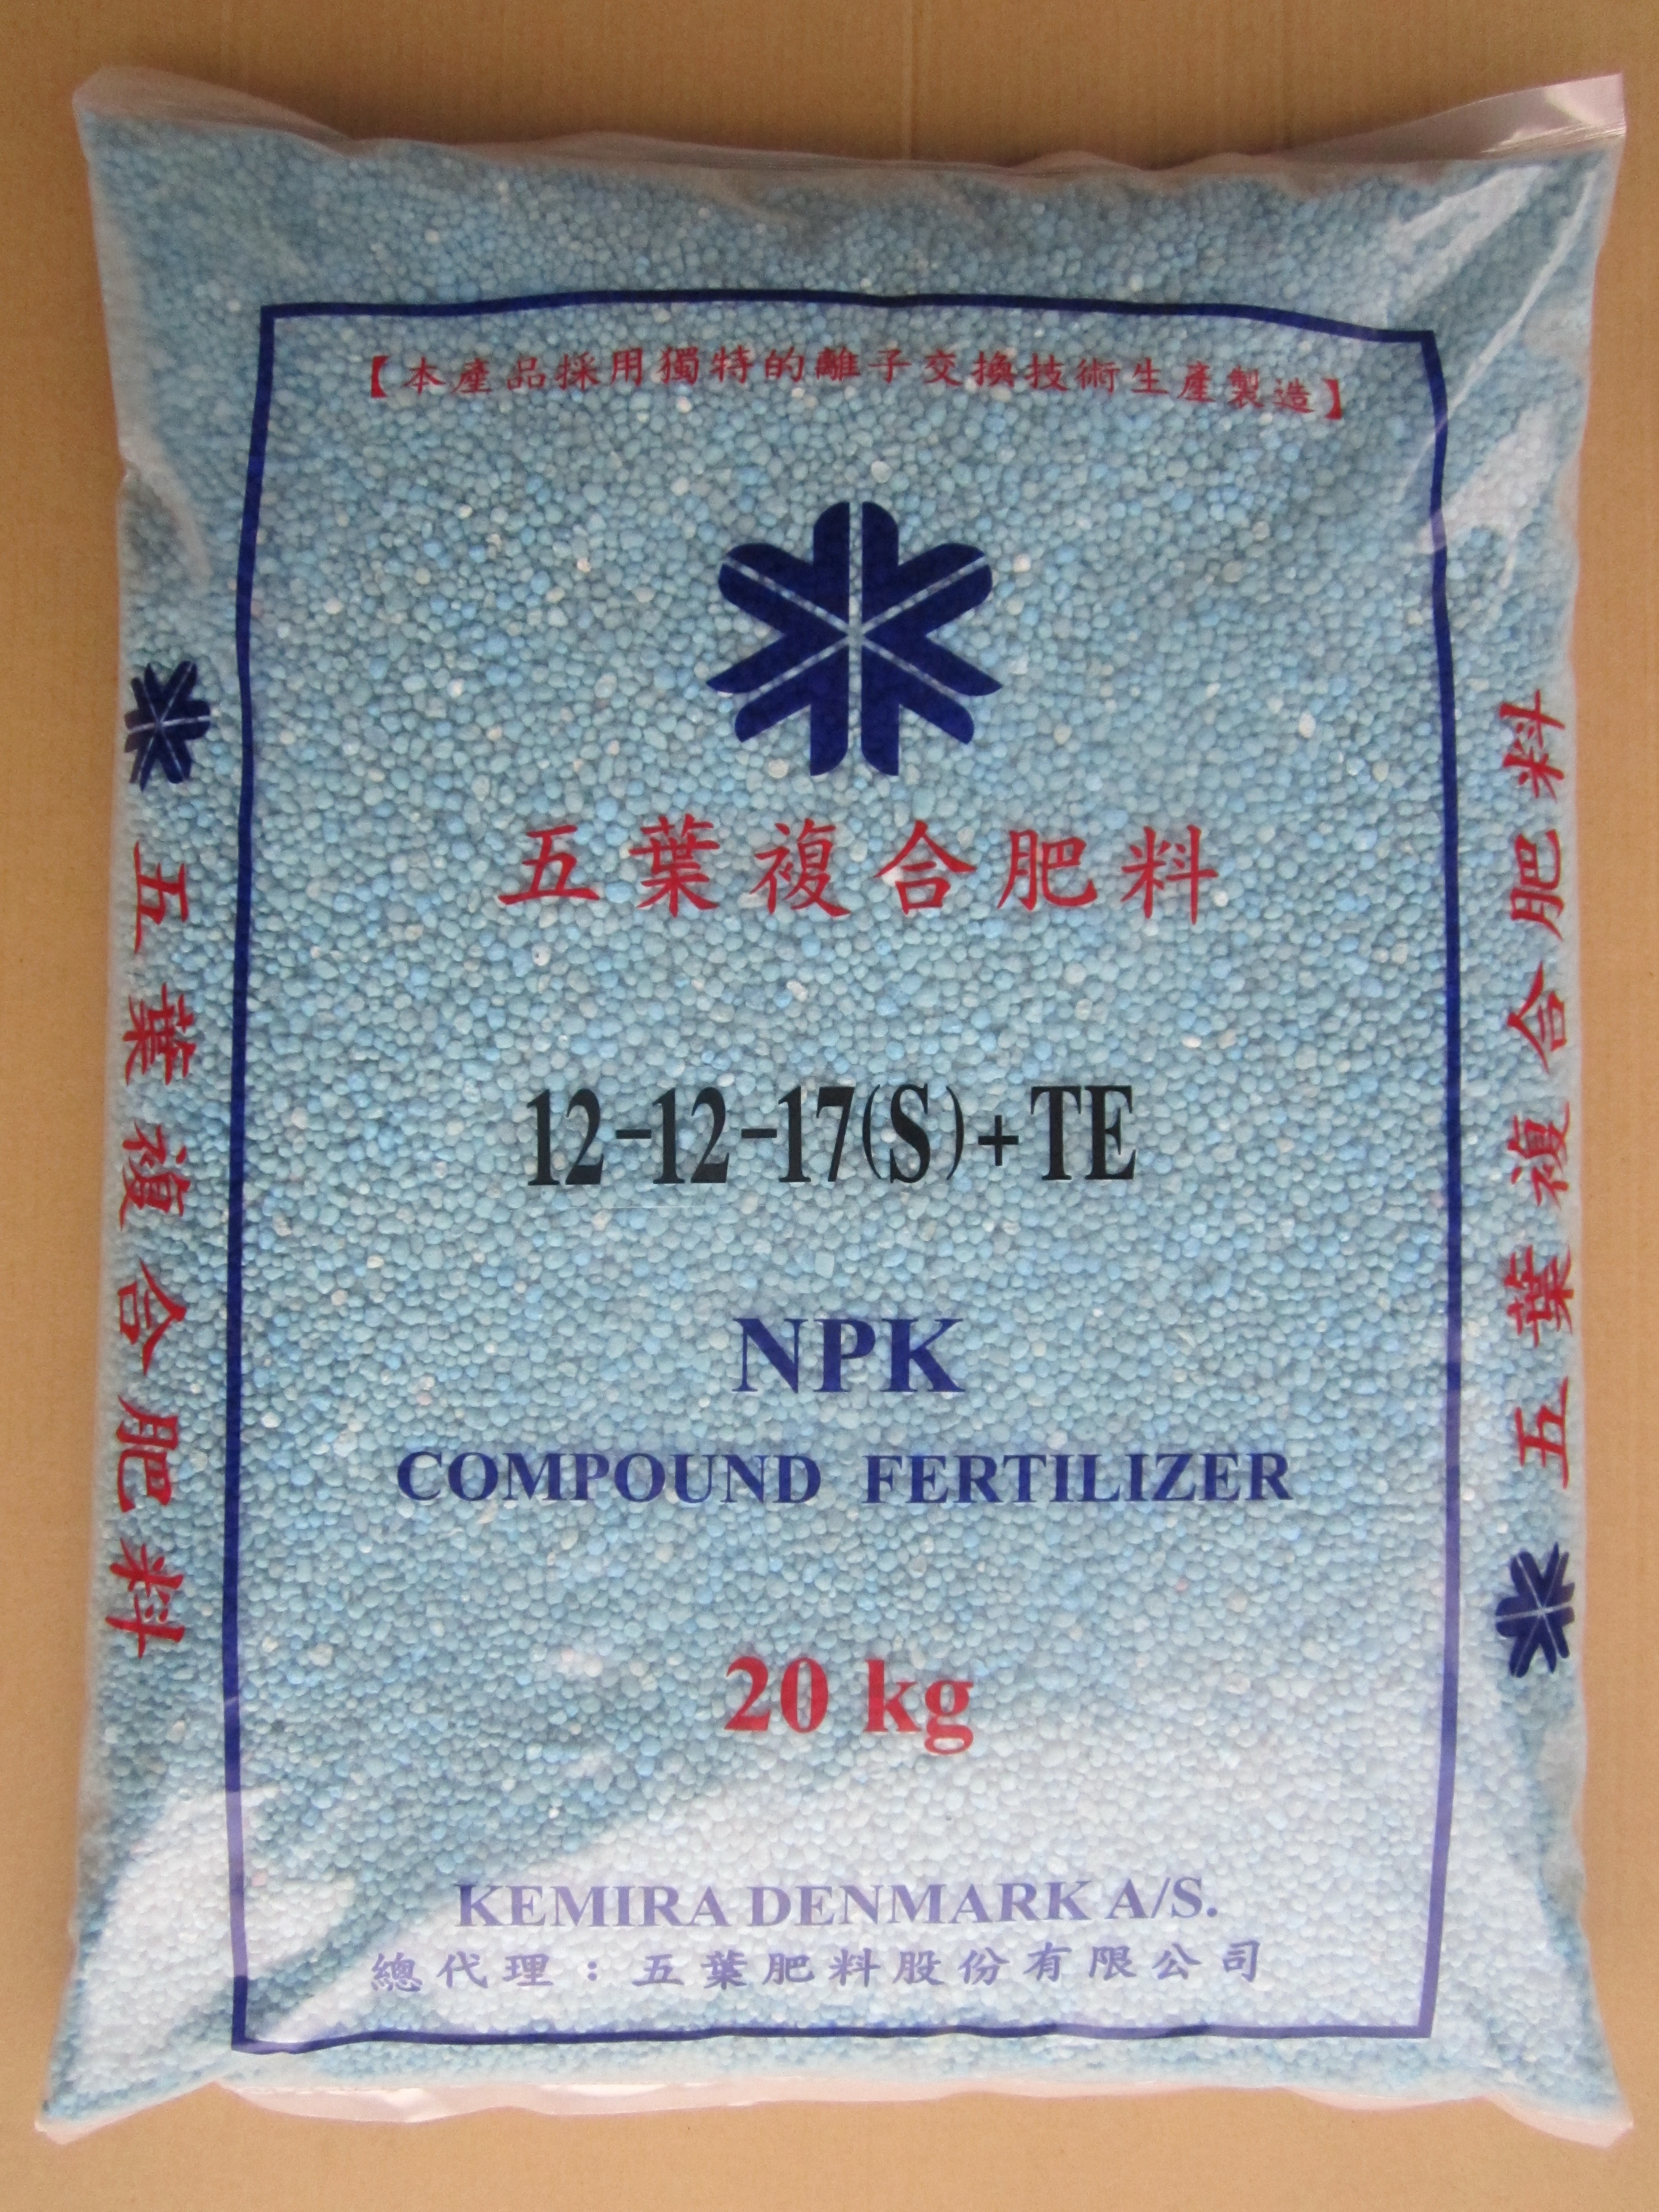 【本產品採用獨特的離子交換技術生產製造】
五葉複合肥料
12-12-17(S)+TE
NPK
COMPOUND FERTILIZER
20 kg
KEMIRA DENMARK A/S.
總代理：五葉肥料股份有限公司
五葉複合肥料
五葉複合肥料